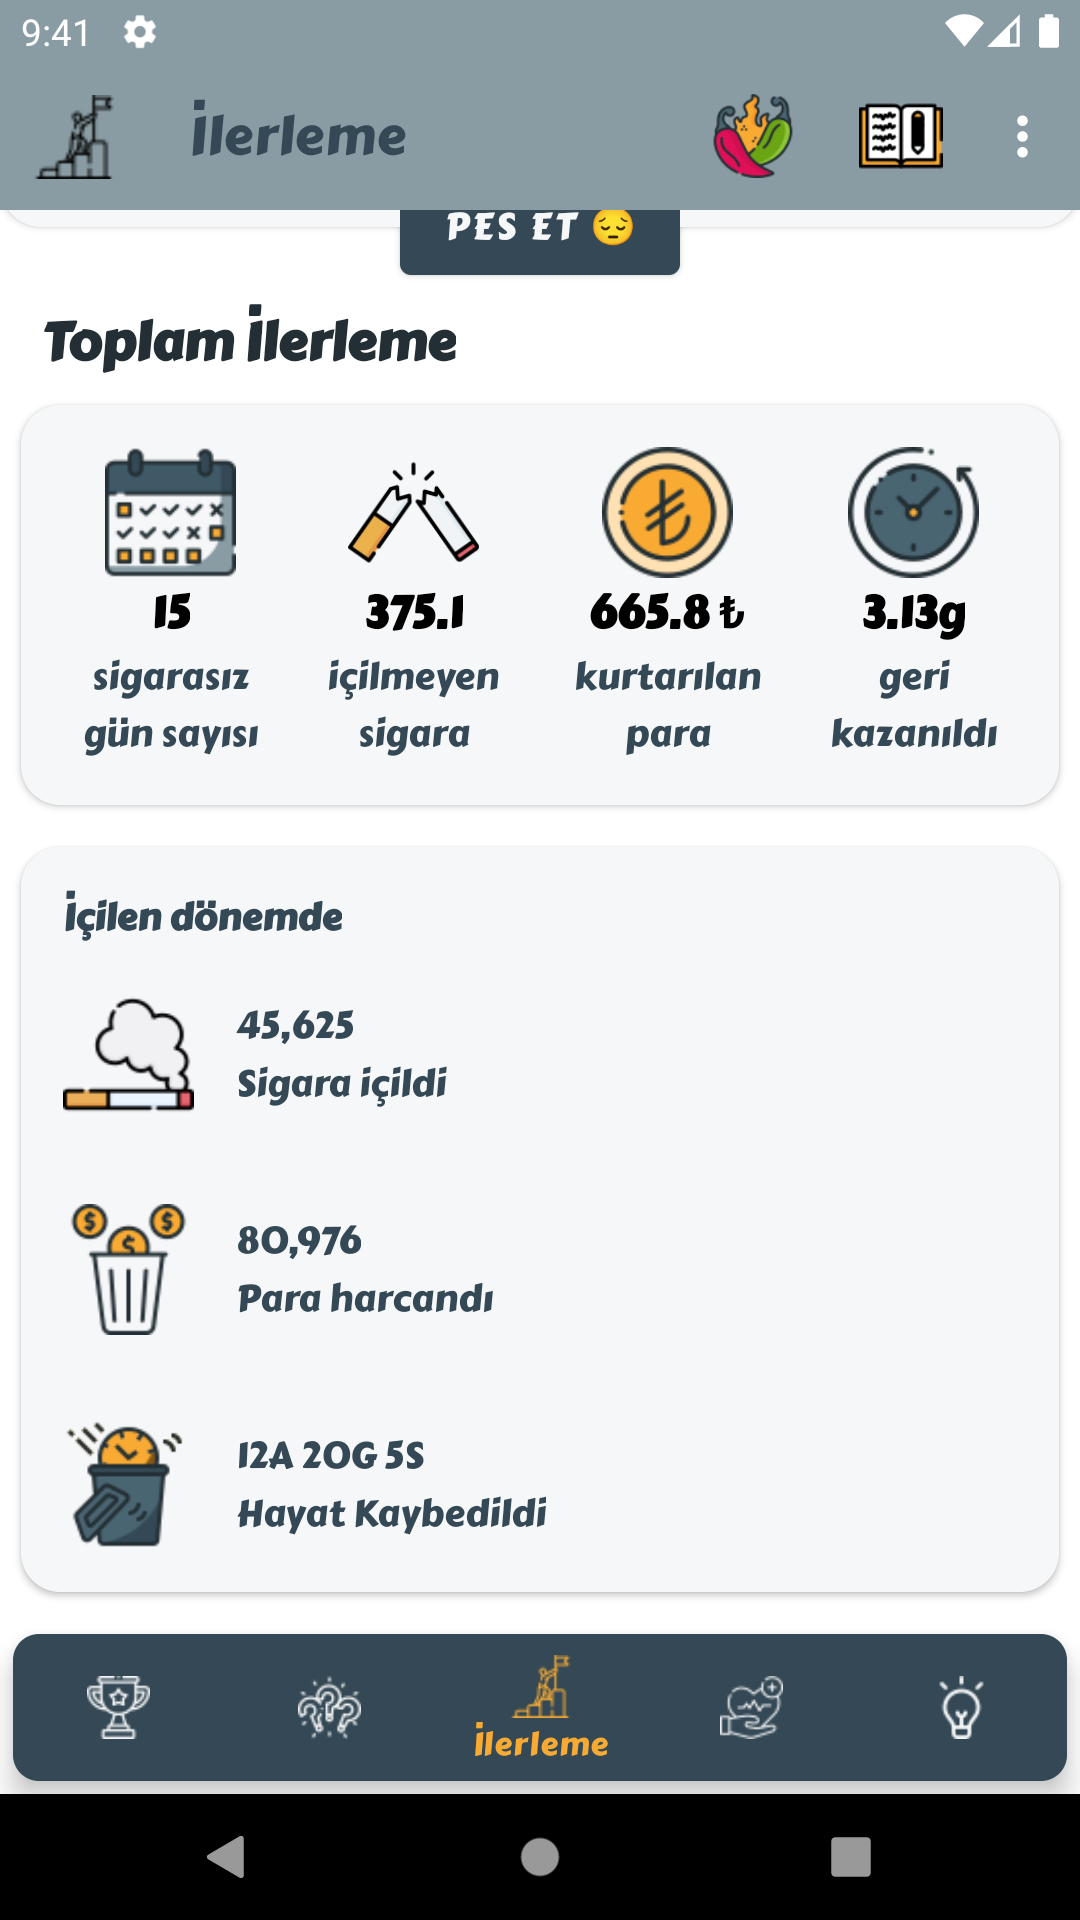 9:41
İlerleme
PES ET 😔
Toplam İlerleme
15
sigarasız
gün sayısı
375.1
içilmeyen
sigara
665.8 ₺
kurtarılan
para
3.13g
geri
kazanıldı
İçilen dönemde
45,625
Sigara içildi
80,976
Para harcandı
12A 20G 5S
Hayat Kaybedildi
İlerleme